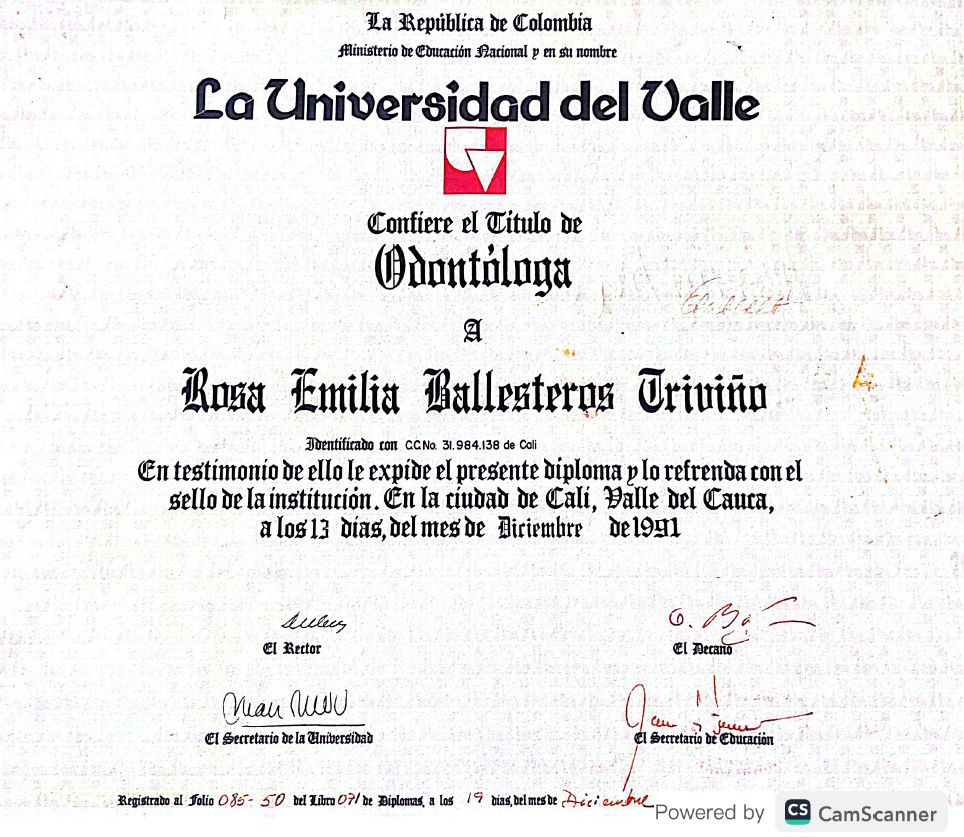 La República de Colombia
Ministerio de Educación Nacional y en su nombre
La Universidad del Valle
Confiere el Título de
Odontóloga
A
Rosa Emilia Ballesteros Triviño
Identificado con C.C.No. 31.984.138 de Cali
En testimonio de ello le expide el presente diploma y lo refrenda con el
sello de la institución. En la ciudad de Cali, Valle del Cauca,
a los 13 días, del mes de Diciembre de 1991
El Rector
El Decano
El Secretario de la Universidad
El Secretario de Educación
Registrado al Folio 085-50 del Libro 071 de Diplomas, a los 19 días, del mes de Diciembre
Powered by CS CamScanner